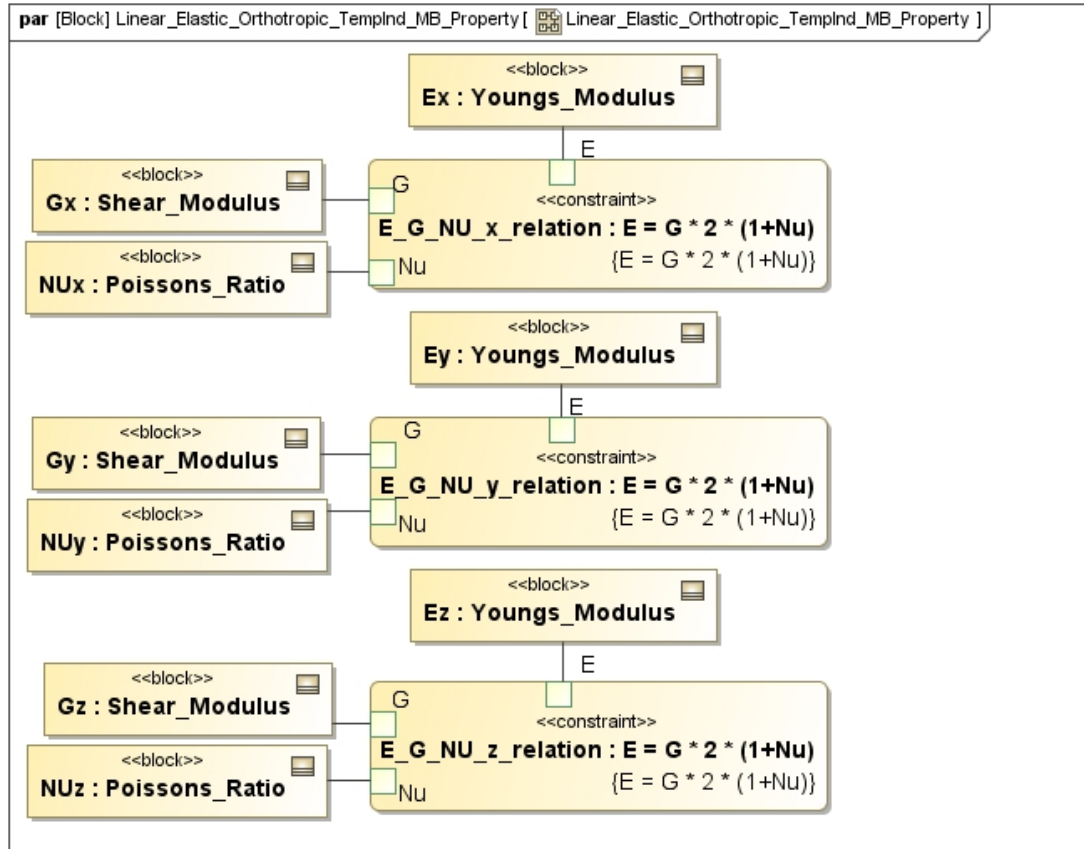 par [Block] Linear_Elastic_Orthotropic_TempInd_MB_Property [ Linear_Elastic_Orthotropic_TempInd_MB_Property ]
<<block>>
Ex : Youngs_Modulus
E
<<block>>
Gx : Shear_Modulus
G
<<constraint>>
E_G_NU_x_relation : E = G * 2 * (1+Nu)
{E = G * 2 * (1+Nu)}
<<block>>
NUx : Poissons_Ratio
Nu
<<block>>
Ey : Youngs_Modulus
E
<<block>>
Gy : Shear_Modulus
G
<<constraint>>
E_G_NU_y_relation : E = G * 2 * (1+Nu)
{E = G * 2 * (1+Nu)}
<<block>>
NUy : Poissons_Ratio
Nu
<<block>>
Ez : Youngs_Modulus
E
<<block>>
Gz : Shear_Modulus
G
<<constraint>>
E_G_NU_z_relation : E = G * 2 * (1+Nu)
{E = G * 2 * (1+Nu)}
<<block>>
NUz : Poissons_Ratio
Nu